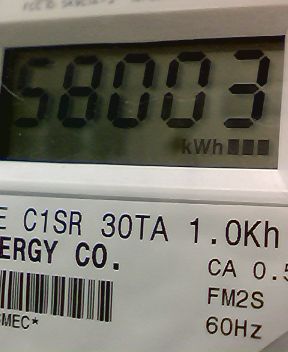 58003
kWh
E C1SR 30TA 1.0Kh
ERGY CO.
CA 0.5
FM2S
MEC*
60Hz